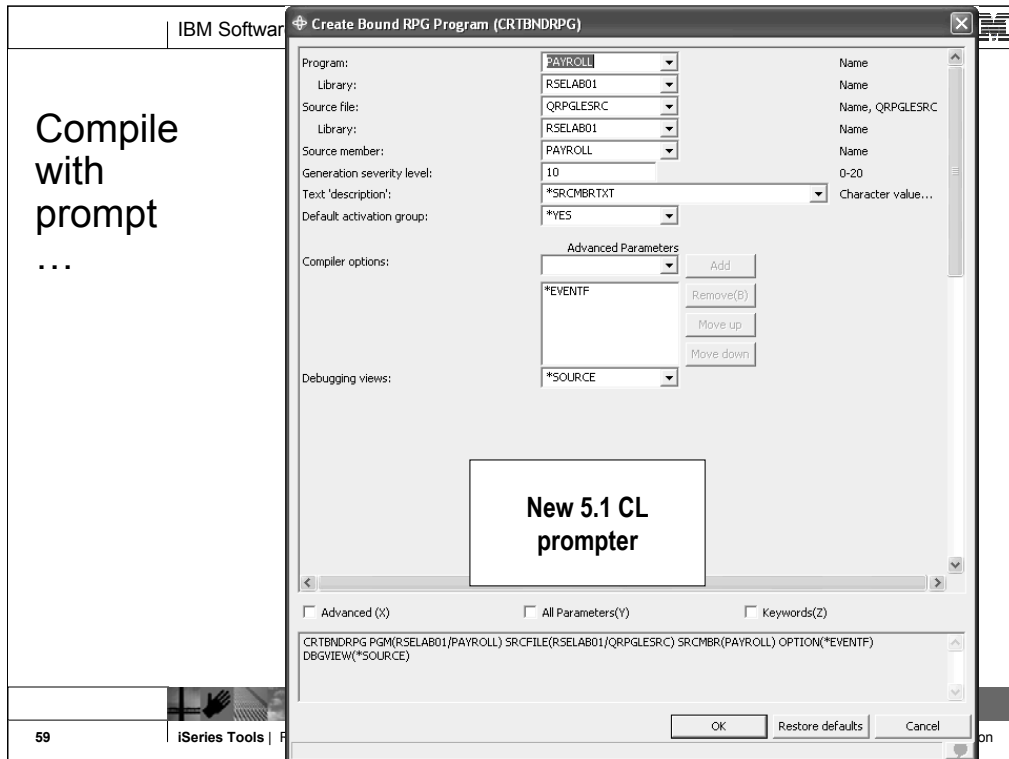 IBM Softwar
Compile
with
prompt
…
Create Bound RPG Program (CRTBNDRPG)
Program: PAYROLL Name
Library: RSELAB01 Name
Source file: QRPGLESRC Name, QRPGLESRC
Library: RSELAB01 Name
Source member: PAYROLL Name
Generation severity level: 10 0-20
Text 'description': *SRCMBRTXT Character value...
Default activation group: *YES
Advanced Parameters
Compiler options: Add
*EVENTF Remove(B)
Move up
Move down
Debugging views: *SOURCE
New 5.1 CL
prompter
Advanced (X) All Parameters(Y) Keywords(Z)
CRTBNDRPG PGM(RSELAB01/PAYROLL) SRCFILE(RSELAB01/QRPGLESRC) SRCMBR(PAYROLL) OPTION(*EVENTF)
DBGVIEW(*SOURCE)
OK Restore defaults Cancel
59 iSeries Tools | on